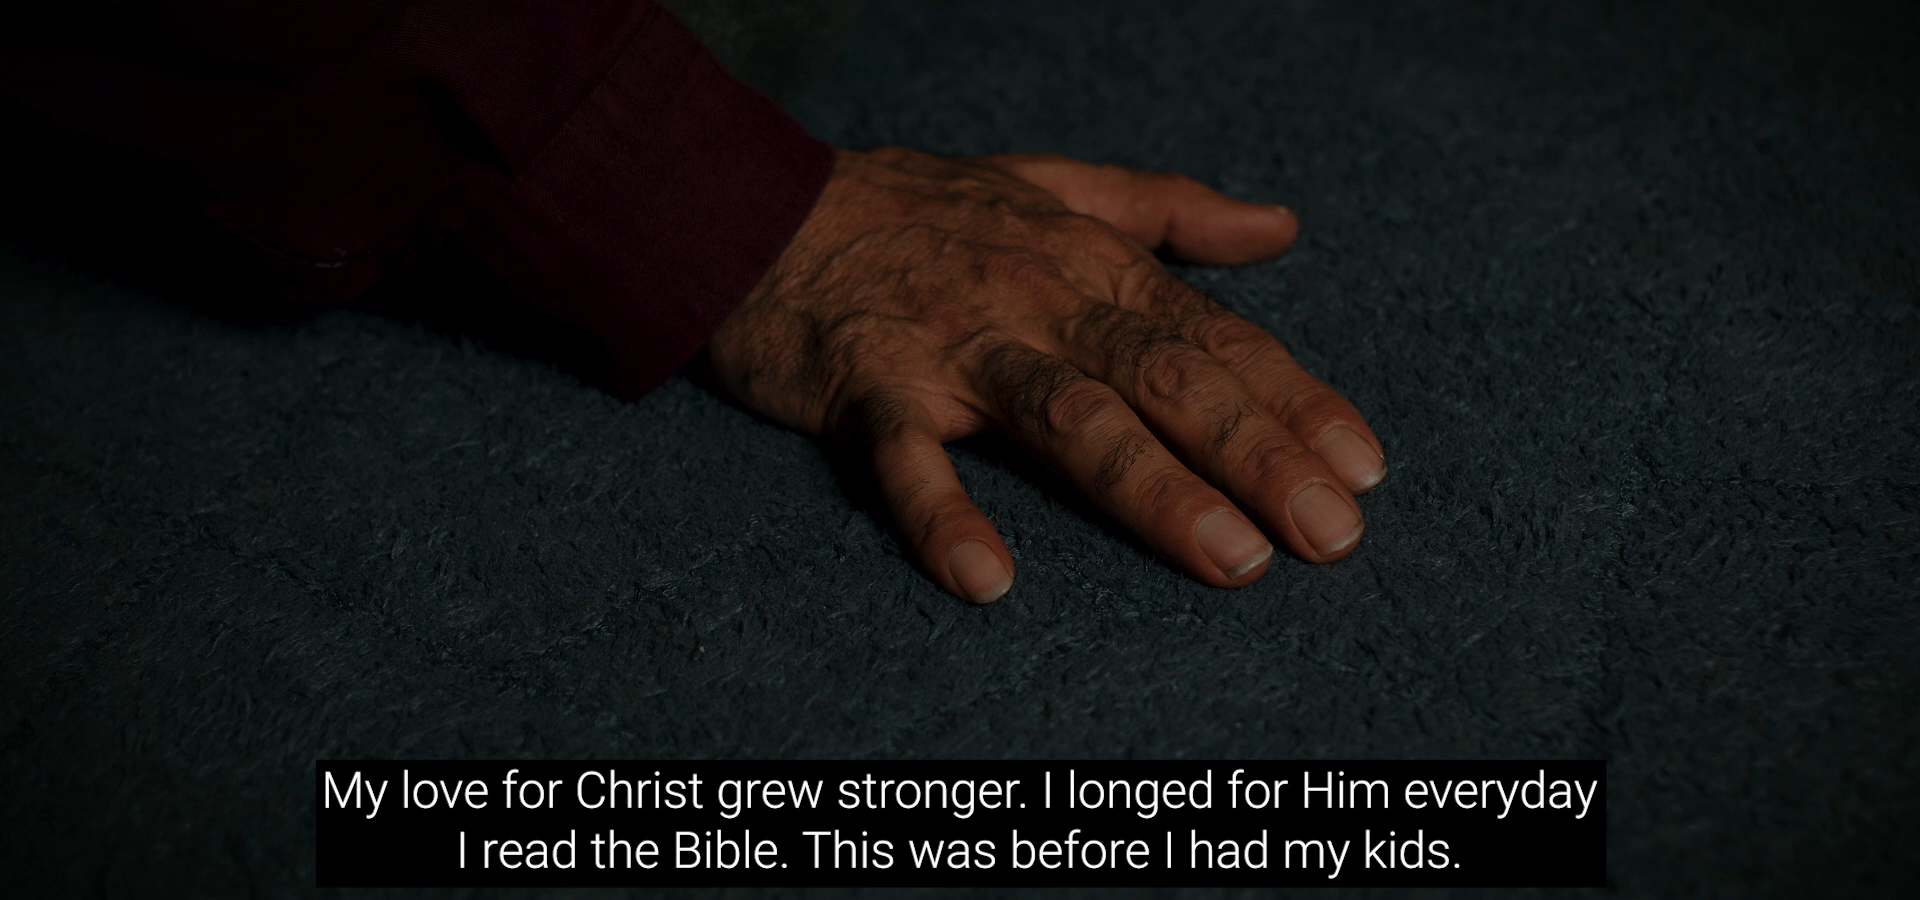 My love for Christ grew stronger. I longed for Him everyday
I read the Bible. This was before I had my kids.